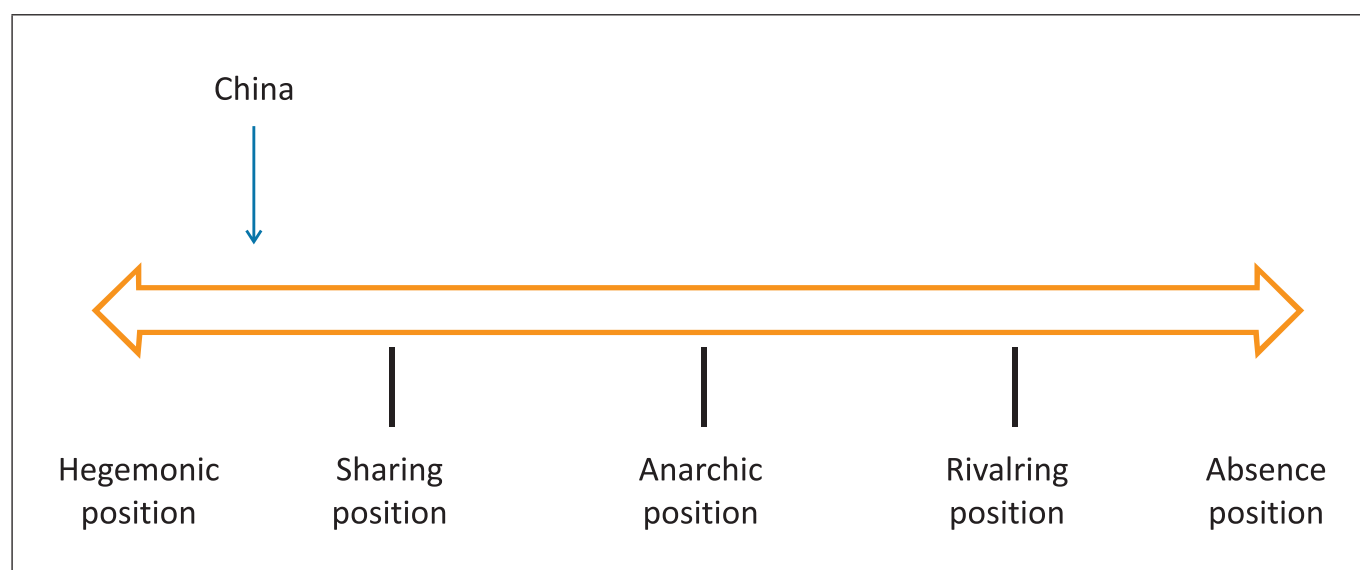 China
Hegemonic position
Sharing position
Anarchic position
Rivalring position
Absence position